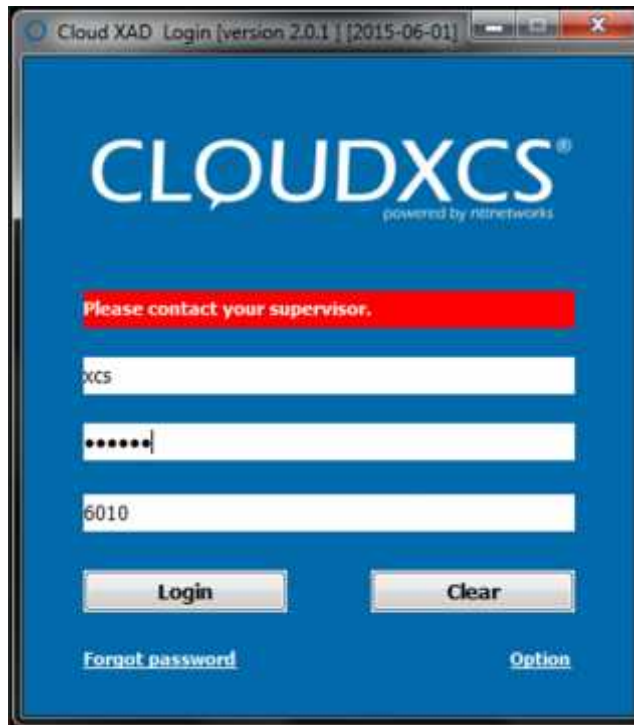 Cloud XAD Login [version 2.0.1 ] [2015-06-01]
CLOUDXCS®
powered by nttnetworks
Please contact your supervisor.
xcs
••••••
6010
Login Clear
Forgot password Option